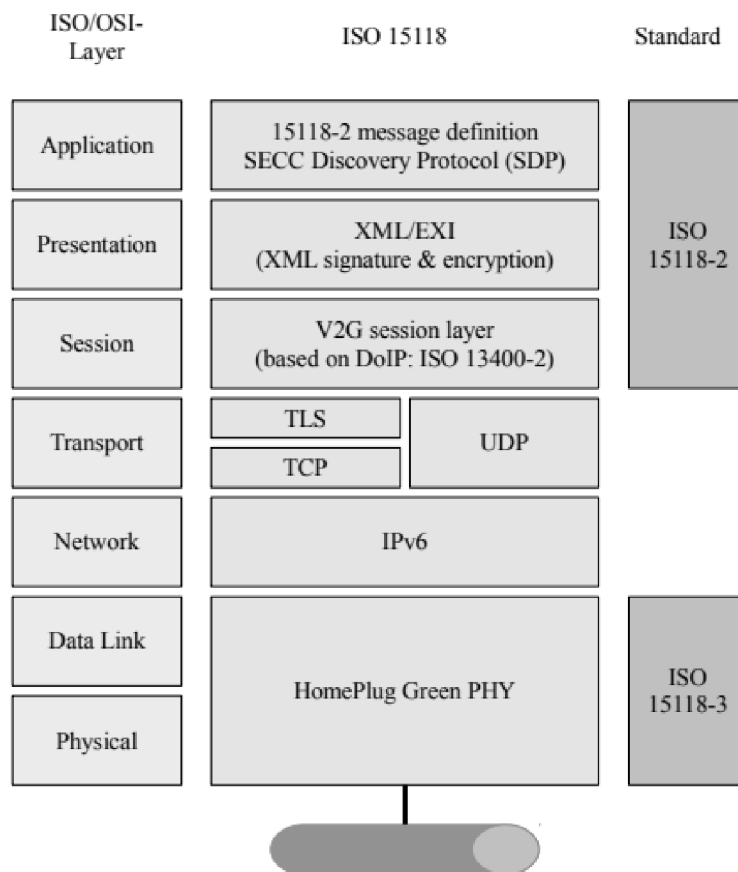 ISO/OSI-
Layer
ISO 15118
Standard
Application
15118-2 message definition
SECC Discovery Protocol (SDP)
Presentation
XML/EXI
(XML signature & encryption)
ISO
15118-2
Session
V2G session layer
(based on DoIP: ISO 13400-2)
Transport
TLS
TCP
UDP
Network
IPv6
Data Link
Physical
HomePlug Green PHY
ISO
15118-3